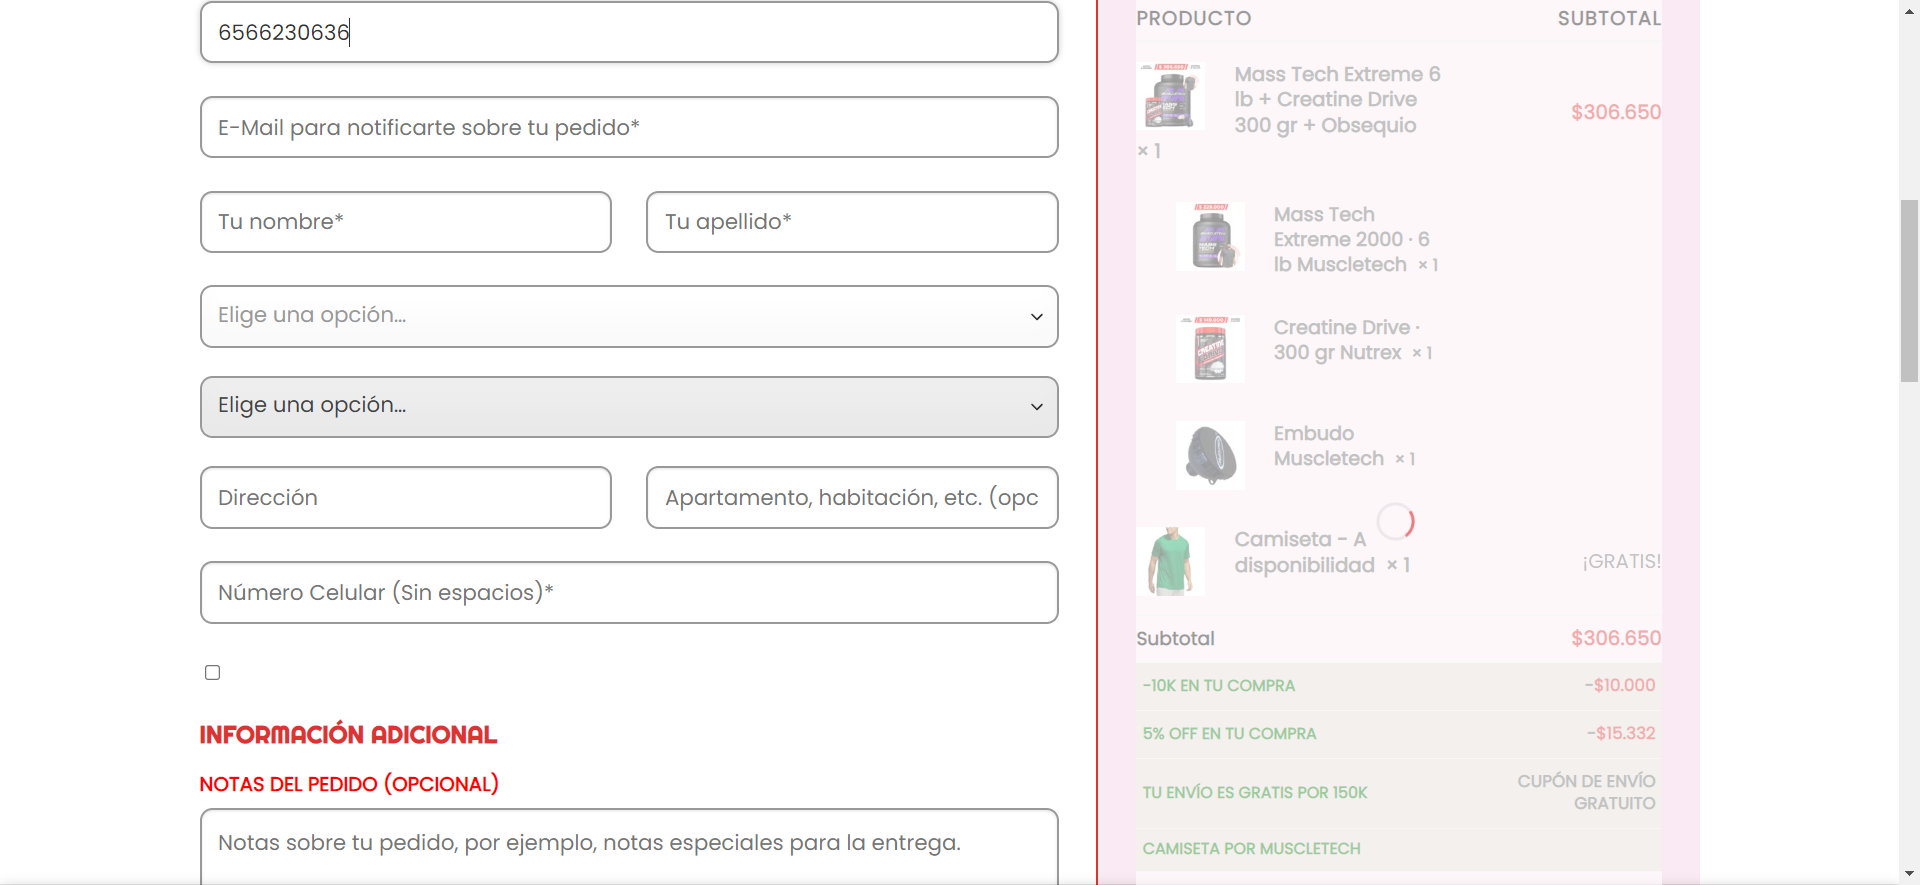 6566230636
E-Mail para notificarte sobre tu pedido*
Tu nombre*
Tu apellido*
Elige una opción...
Elige una opción...
Dirección
Apartamento, habitación, etc. (opc
Número Celular (Sin espacios)*
INFORMACIÓN ADICIONAL
NOTAS DEL PEDIDO (OPCIONAL)
Notas sobre tu pedido, por ejemplo, notas especiales para la entrega.
PRODUCTO
SUBTOTAL
Mass Tech Extreme 6
lb + Creatine Drive
300 gr + Obsequio
× 1
$306.650
Mass Tech
Extreme 2000 · 6
lb Muscletech × 1
Creatine Drive ·
300 gr Nutrex × 1
Embudo
Muscletech × 1
Camiseta - A
disponibilidad × 1
¡GRATIS!
Subtotal
$306.650
-10K EN TU COMPRA
-$10.000
5% OFF EN TU COMPRA
-$15.332
TU ENVÍO ES GRATIS POR 150K
CUPÓN DE ENVÍO
GRATUITO
CAMISETA POR MUSCLETECH